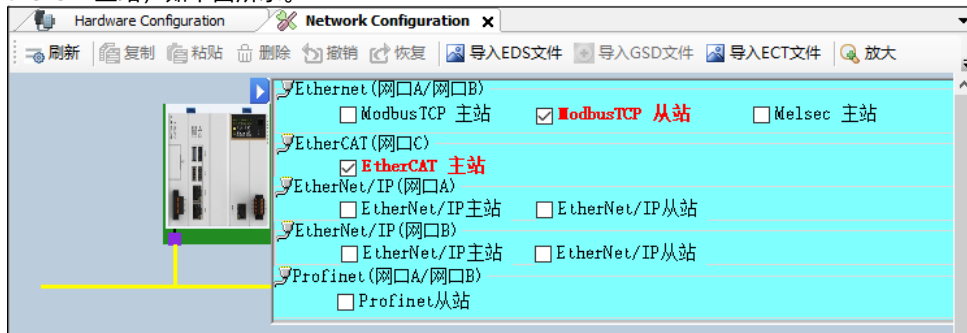 Hardware Configuration Network Configuration
刷新 复制 粘贴 删除 撤销 恢复 导入EDS文件 导入GSD文件 导入ECT文件 放大
Ethernet(网口A/网口B)
ModbusTCP 主站 ModbusTCP 从站 Melsec 主站
EtherCAT(网口C)
EtherCAT 主站
EtherNet/IP(网口A)
EtherNet/IP主站 EtherNet/IP从站
EtherNet/IP(网口B)
EtherNet/IP主站 EtherNet/IP从站
Profinet(网口A/网口B)
Profinet从站